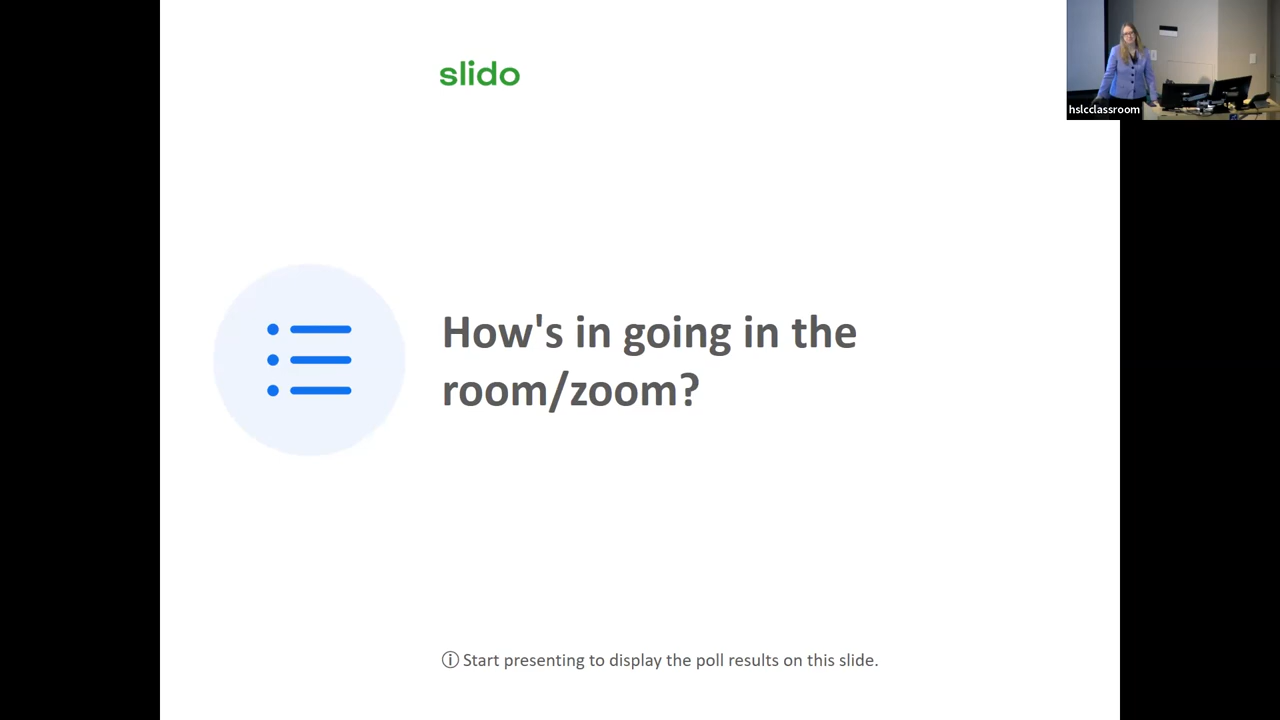 slido
hslcclassroom
How's in going in the
room/zoom?
Start presenting to display the poll results on this slide.